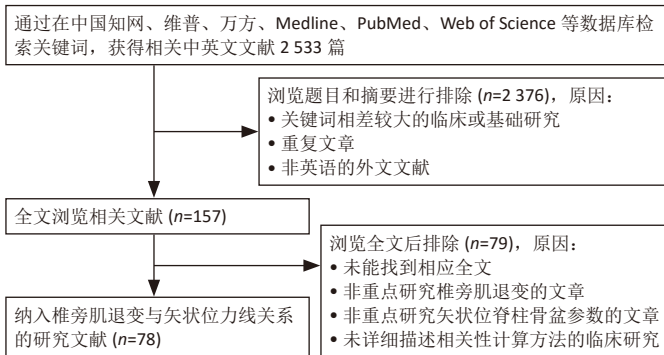 通过在中国知网、维普、万方、Medline、PubMed、Web of Science 等数据库检
索关键词，获得相关中英文文献 2 533 篇
浏览题目和摘要进行排除 (n=2 376)，原因：
• 关键词相差较大的临床或基础研究
• 重复文章
• 非英语的外文文献
全文浏览相关文献 (n=157)
浏览全文后排除 (n=79)，原因：
• 未能找到相应全文
• 非重点研究椎旁肌退变的文章
• 非重点研究矢状位脊柱骨盆参数的文章
• 未详细描述相关性计算方法的临床研究
纳入椎旁肌退变与矢状位力线关系
的研究文献 (n=78)